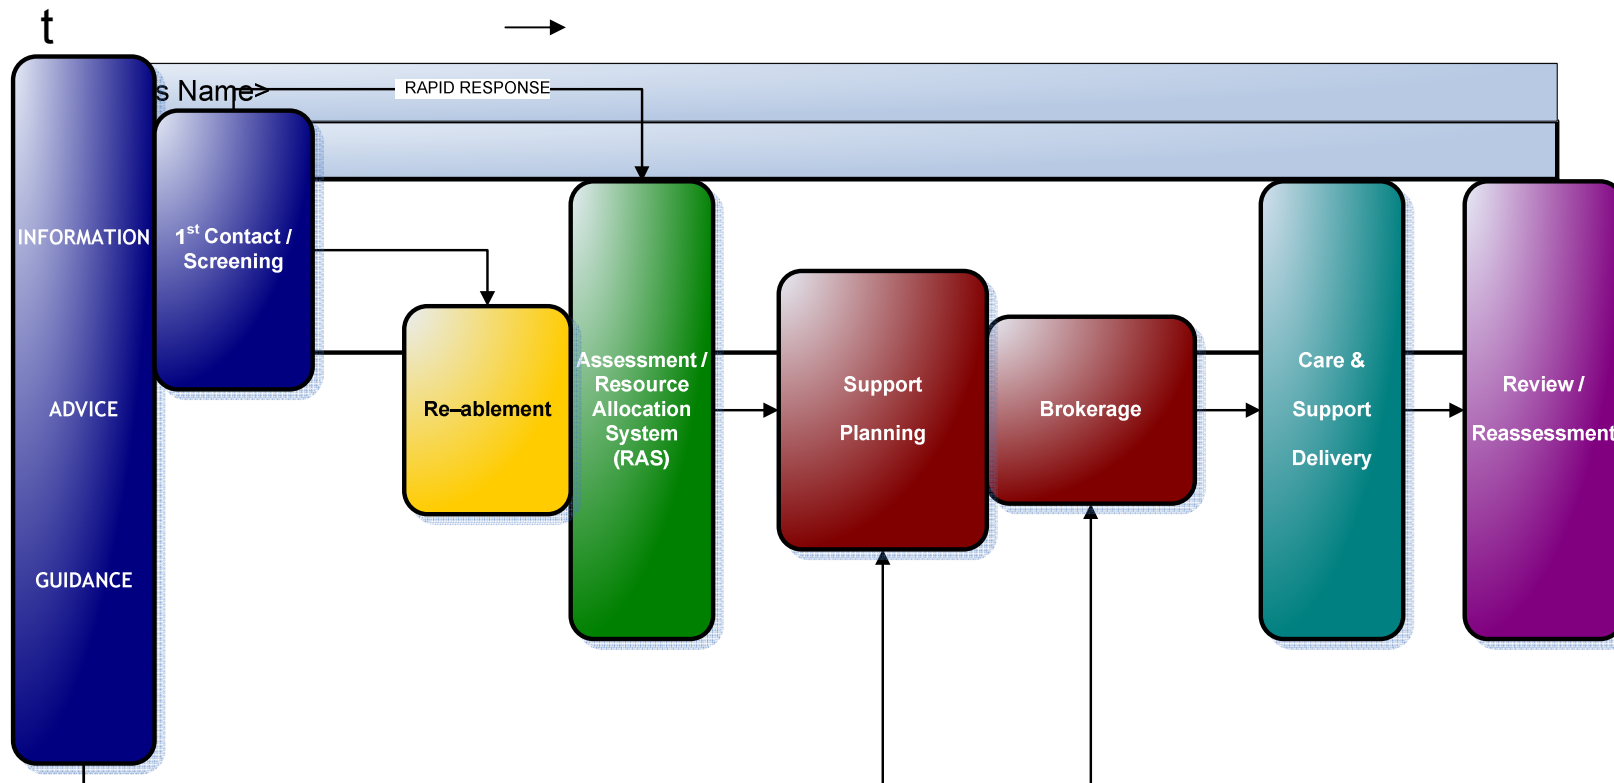 t
s Name>
RAPID RESPONSE
INFORMATION
ADVICE
GUIDANCE
1st Contact /
Screening
Re–ablement
Assessment /
Resource
Allocation
System
(RAS)
Support
Planning
Brokerage
Care &
Support
Delivery
Review /
Reassessment